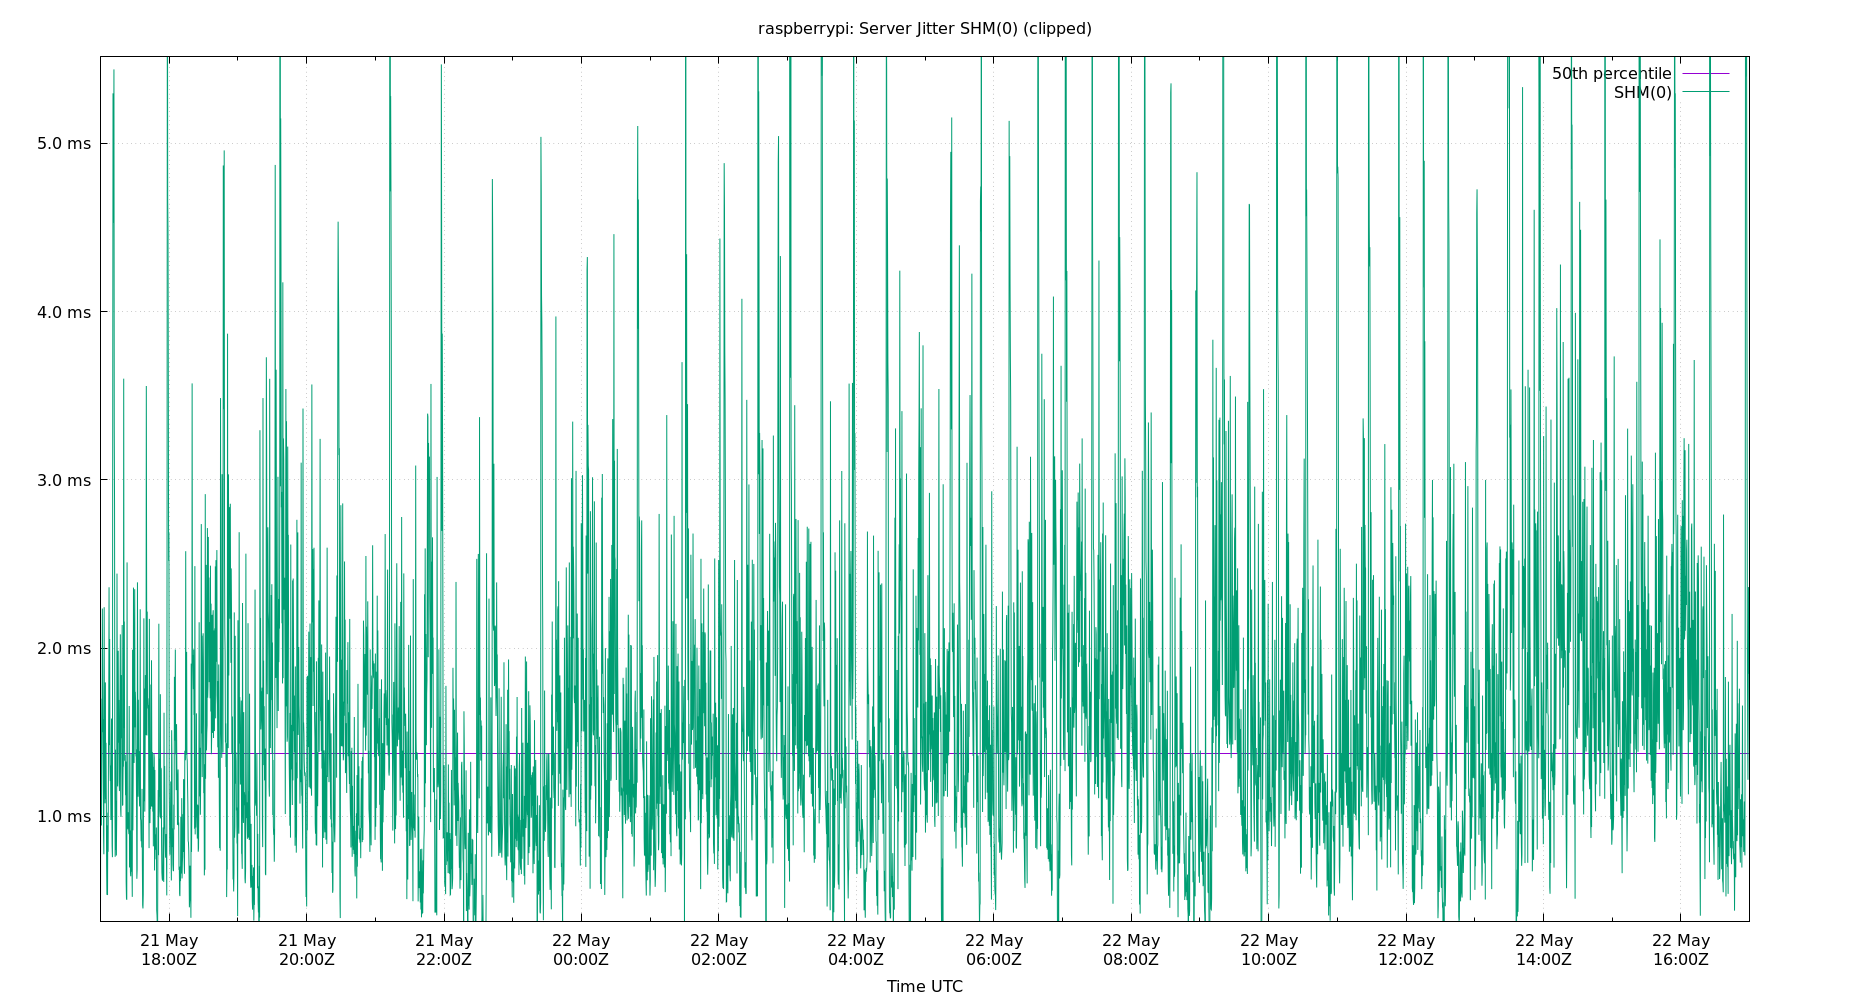 raspberrypi: Server Jitter SHM(0) (clipped)
50th percentile
SHM(0)
5.0 ms
4.0 ms
3.0 ms
2.0 ms
1.0 ms
21 May 21 May 21 May 22 May 22 May 22 May 22 May 22 May 22 May 22 May 22 May 22 May
18:00Z 20:00Z 22:00Z 00:00Z 02:00Z 04:00Z 06:00Z 08:00Z 10:00Z 12:00Z 14:00Z 16:00Z
Time UTC